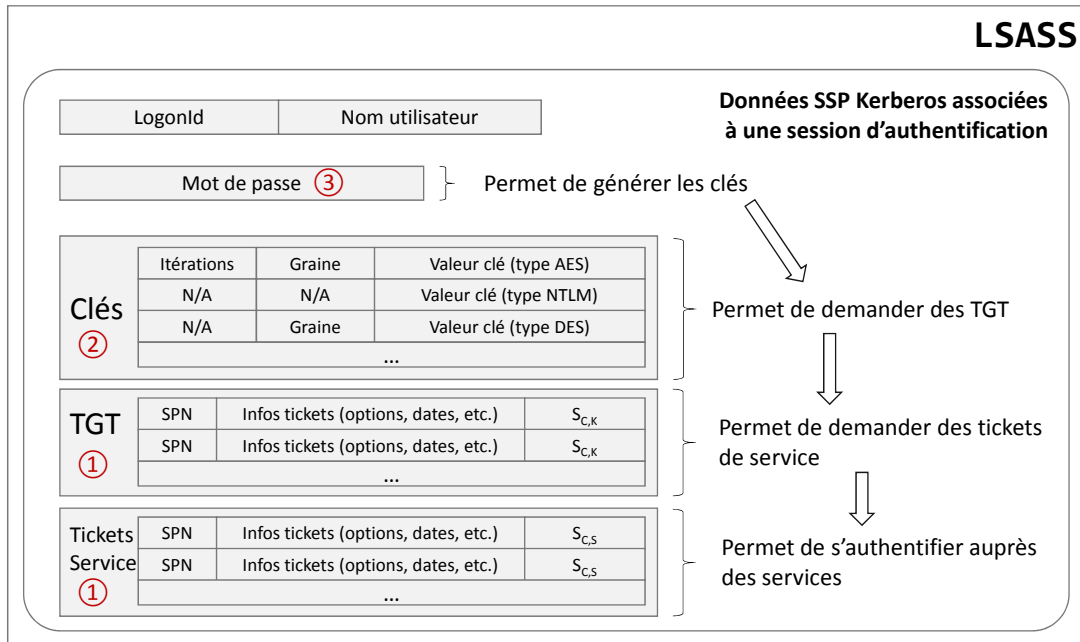 LSASS
Données SSP Kerberos associées
à une session d'authentification
LogonId Nom utilisateur
Mot de passe ③ Permet de générer les clés
Clés
②
Itérations Graine Valeur clé (type AES)
N/A N/A Valeur clé (type NTLM)
N/A Graine Valeur clé (type DES)
...
Permet de demander des TGT
TGT
①
SPN Infos tickets (options, dates, etc.) S_C,K
SPN Infos tickets (options, dates, etc.) S_C,K
...
Permet de demander des tickets
de service
Tickets
Service
①
SPN Infos tickets (options, dates, etc.) S_C,S
SPN Infos tickets (options, dates, etc.) S_C,S
...
Permet de s'authentifier auprès
des services